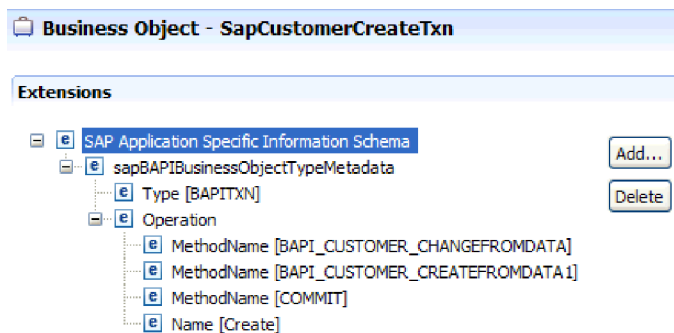 Business Object - SapCustomerCreateTxn
Extensions
SAP Application Specific Information Schema
Add...
sapBAPIBusinessObjectTypeMetadata
Type [BAPITXN]
Delete
Operation
MethodName [BAPI_CUSTOMER_CHANGEFROMDATA]
MethodName [BAPI_CUSTOMER_CREATEFROMDATA1]
MethodName [COMMIT]
Name [Create]